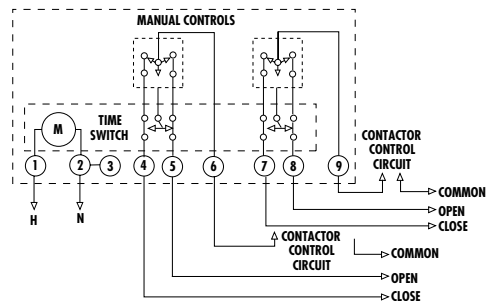 MANUAL CONTROLS
TIME
SWITCH
M
1
2
3
4
5
6
7
8
9
H
N
CONTACTOR
CONTROL
CIRCUIT
COMMON
OPEN
CLOSE
CONTACTOR
CONTROL
CIRCUIT
COMMON
OPEN
CLOSE